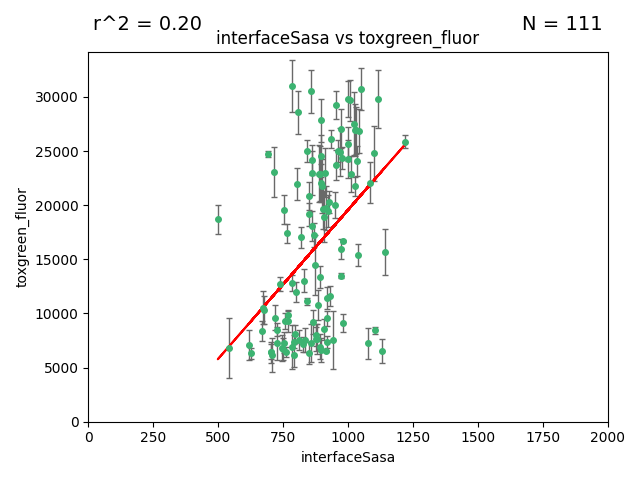 r^2 = 0.20
N = 111
interfaceSasa vs toxgreen_fluor
30000
25000
20000
15000
10000
5000
0
toxgreen_fluor
0 250 500 750 1000 1250 1500 1750 2000
interfaceSasa